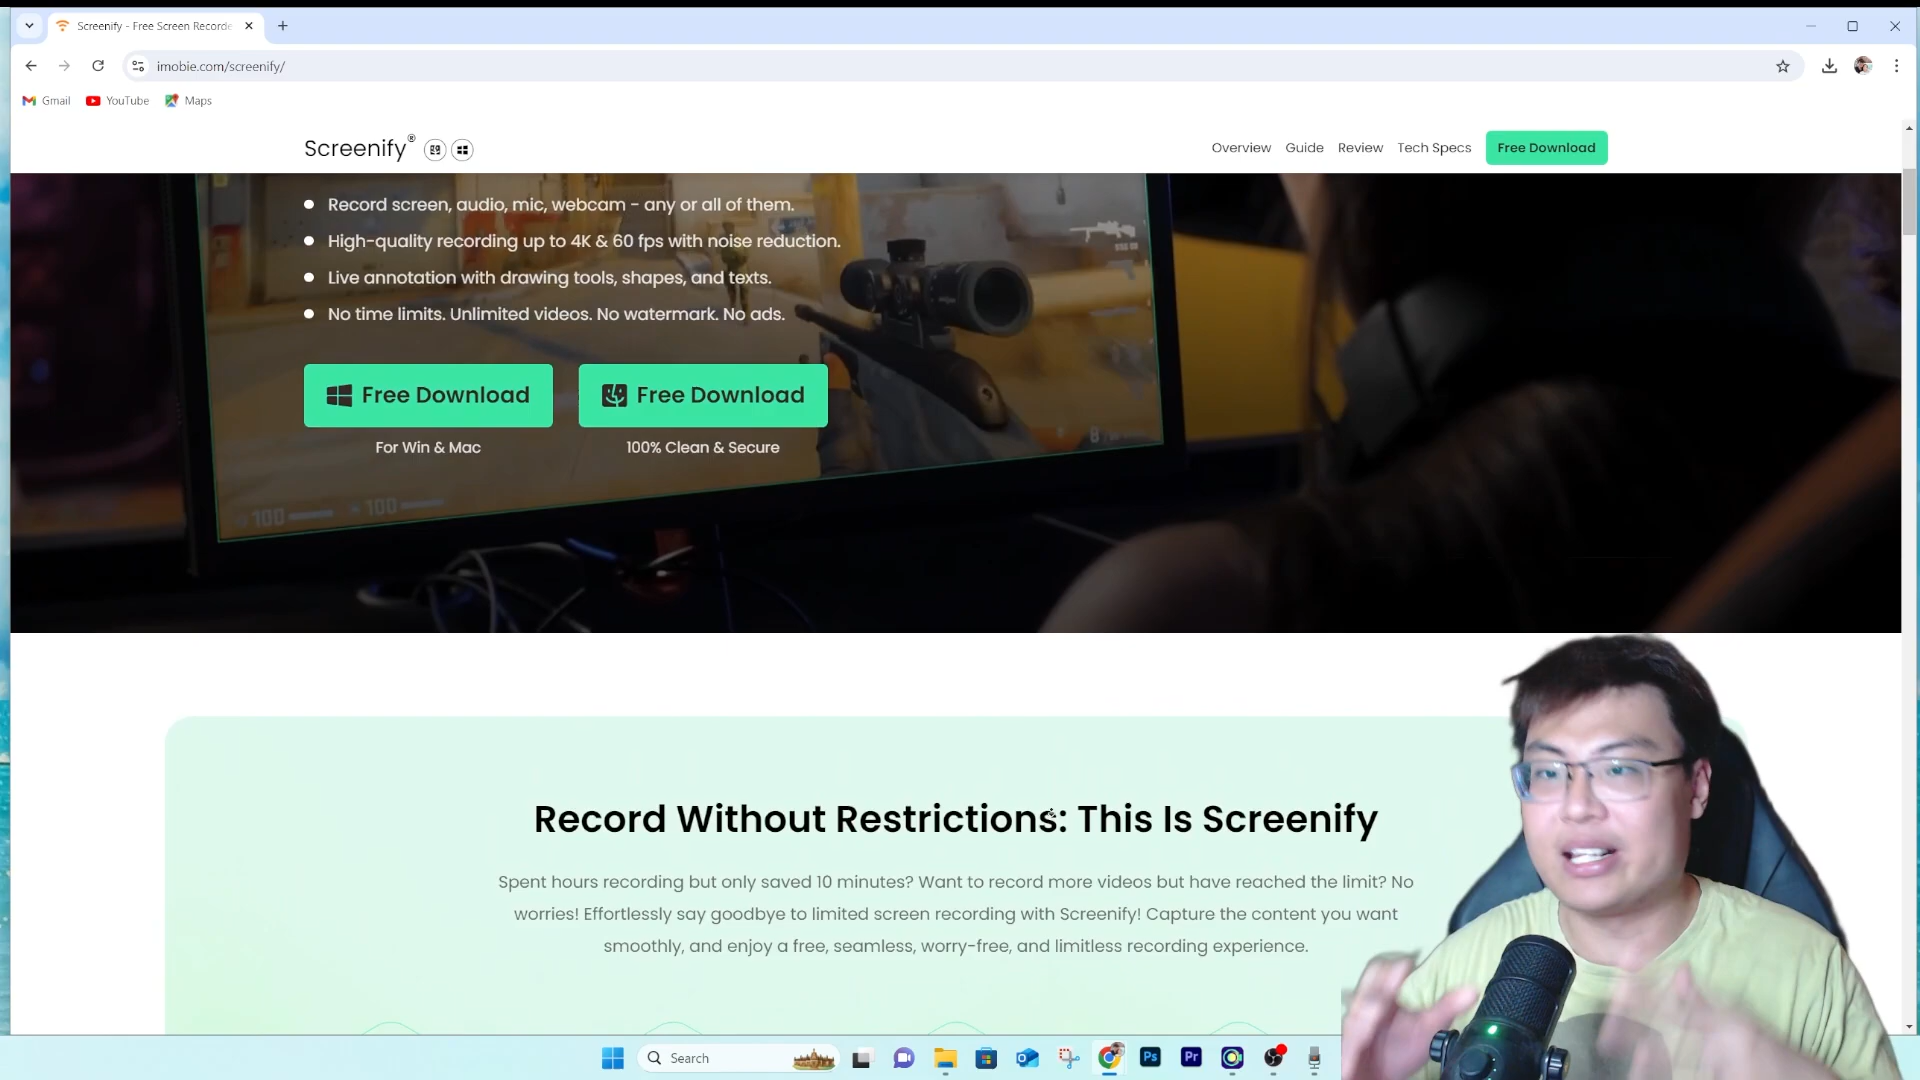 Screenify - Free Screen Recorde
imobie.com/screenify/
Gmail YouTube Maps
Screenify®
Overview Guide Review Tech Specs Free Download
Record screen, audio, mic, webcam - any or all of them.
High-quality recording up to 4K & 60 fps with noise reduction.
Live annotation with drawing tools, shapes, and texts.
No time limits. Unlimited videos. No watermark. No ads.
Free Download Free Download
For Win & Mac 100% Clean & Secure
100 100
Record Without Restrictions: This Is Screenify
Spent hours recording but only saved 10 minutes? Want to record more videos but have reached the limit? No
worries! Effortlessly say goodbye to limited screen recording with Screenify! Capture the content you want
smoothly, and enjoy a free, seamless, worry-free, and limitless recording experience.
Search Ps Pr